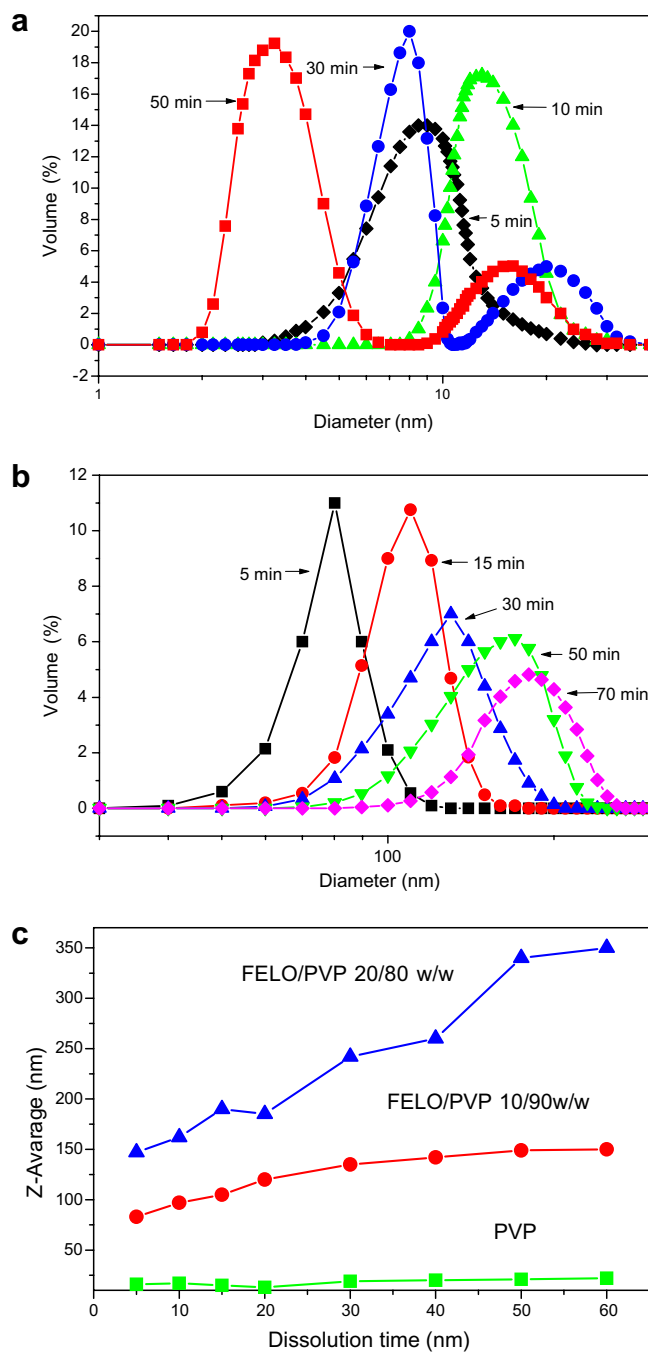 a
20
18
16
14
12
10
8
6
4
2
0
-2
Volume (%)
50 min
30 min
10 min
5 min
1
10
Diameter (nm)
b
12
10
8
6
4
2
0
Volume (%)
5 min
15 min
30 min
50 min
70 min
100
Diameter (nm)
c
350
300
250
200
150
100
50
Z-Avarage (nm)
FELO/PVP 20/80 w/w
FELO/PVP 10/90w/w
PVP
0 10 20 30 40 50 60
Dissolution time (nm)